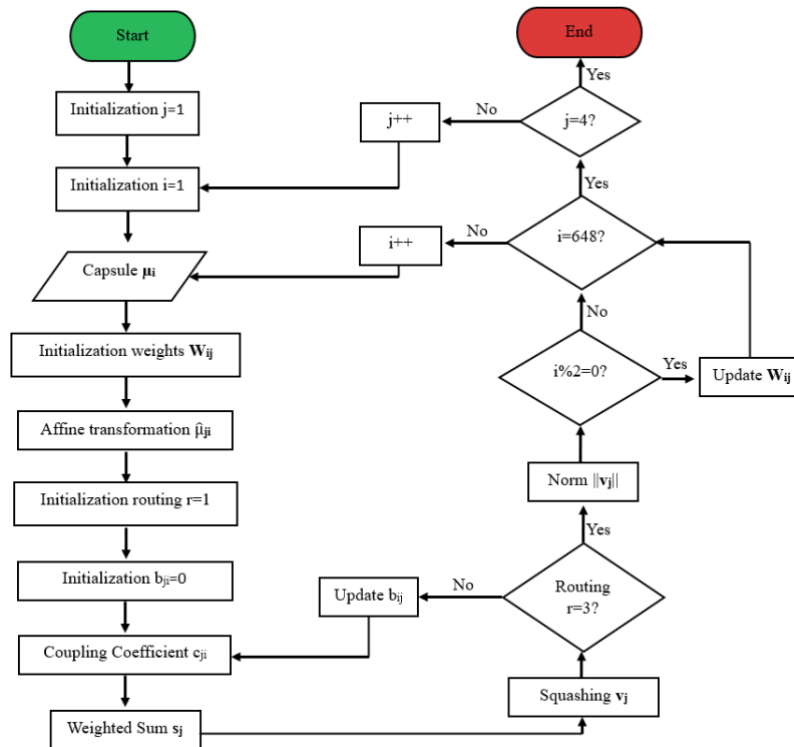 Start
Initialization j=1
Initialization i=1
Capsule μi
Initialization weights Wij
Affine transformation μ̂ji
Initialization routing r=1
Initialization bji=0
Coupling Coefficient cji
Weighted Sum sj
Squashing vj
Routing
r=3?
No
Update bij
Yes
Norm ||vj||
i%2=0?
Yes
Update Wij
No
i=648?
No
i++
Yes
j=4?
No
j++
Yes
End